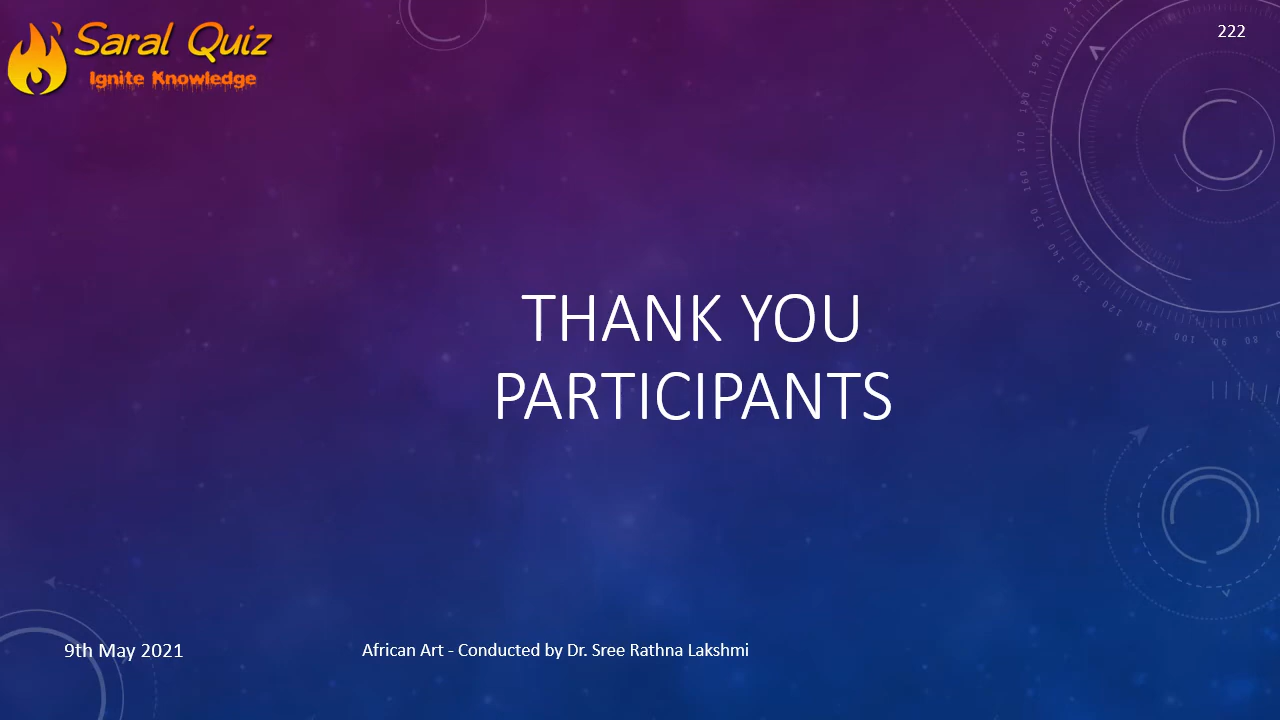 Saral Quiz
Ignite Knowledge
222
THANK YOU
PARTICIPANTS
9th May 2021
African Art - Conducted by Dr. Sree Rathna Lakshmi